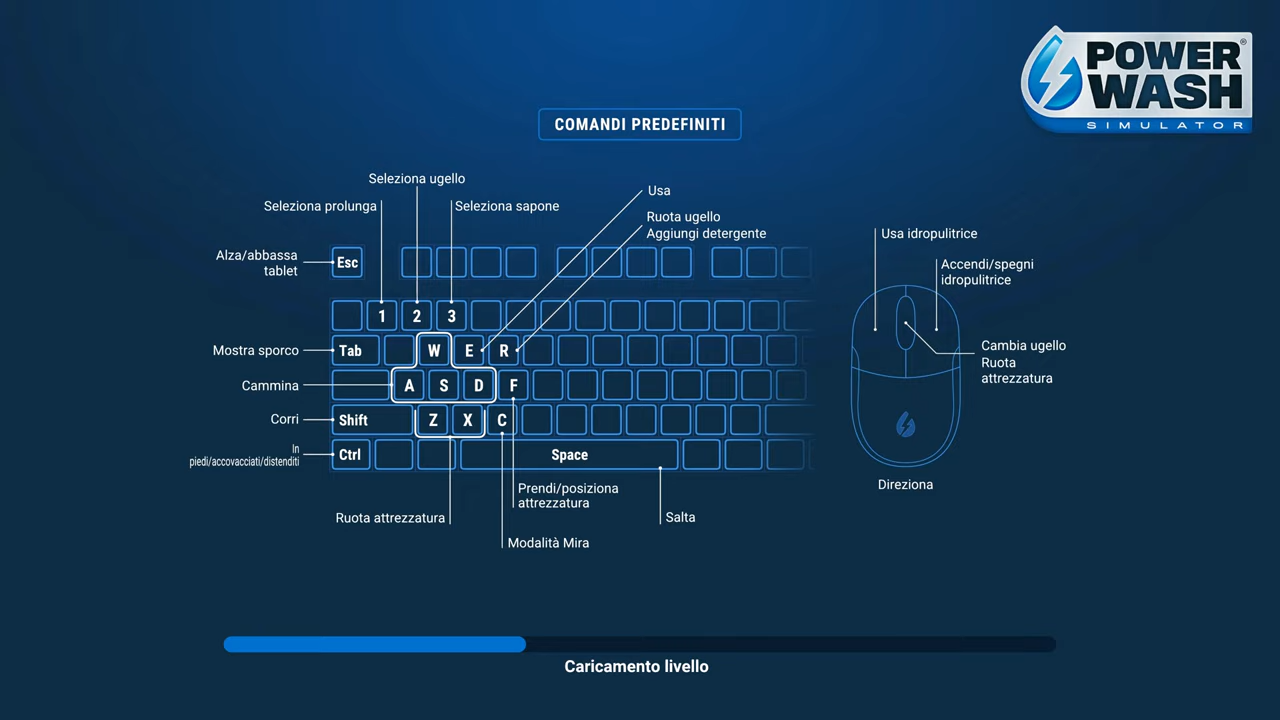 POWER
WASH
SIMULATOR
COMANDI PREDEFINITI
Seleziona ugello
Seleziona prolunga
Seleziona sapone
Usa
Ruota ugello
Aggiungi detergente
Alza/abbassa
tablet
Esc
1 2 3
Mostra sporco
Tab W E R
Cammina
A S D F
Corri
Shift Z X C
In
piedi/accovacciati/distenditi
Ctrl Space
Prendi/posiziona
attrezzatura
Ruota attrezzatura
Salta
Modalità Mira
Usa idropulitrice
Accendi/spegni
idropulitrice
Cambia ugello
Ruota
attrezzatura
Direziona
Caricamento livello